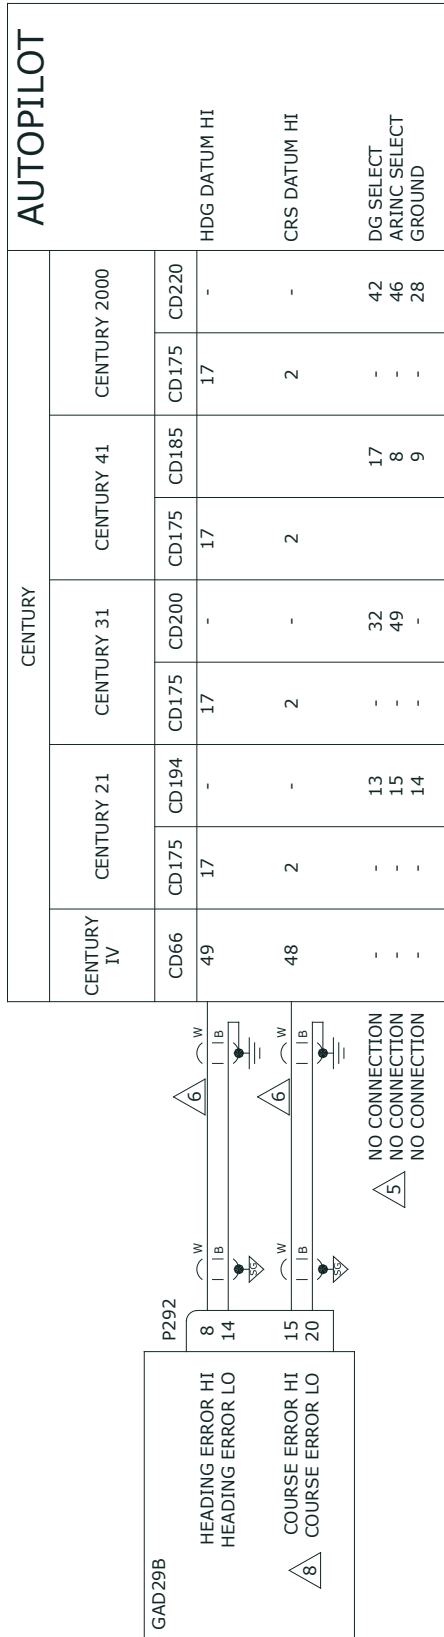 AUTOPILOT
CENTURY
CENTURY IV
CENTURY 21
CENTURY 31
CENTURY 41
CENTURY 2000
CD66 CD175 CD194 CD175 CD200 CD175 CD185 CD175 CD220
49 17 - 17 - 17 17 - HDG DATUM HI
48 2 - 2 - 2 2 - CRS DATUM HI
NO CONNECTION - - 13 - 32 17 - 42 DG SELECT
NO CONNECTION - - 15 - 49 8 - 46 ARINC SELECT
NO CONNECTION - - 14 - - 9 - 28 GROUND
5
GAD29B
P292
HEADING ERROR HI 8 W 6 W
HEADING ERROR LO 14 B B
SG
COURSE ERROR HI 15 W 6 W
COURSE ERROR LO 20 B B
SG
8